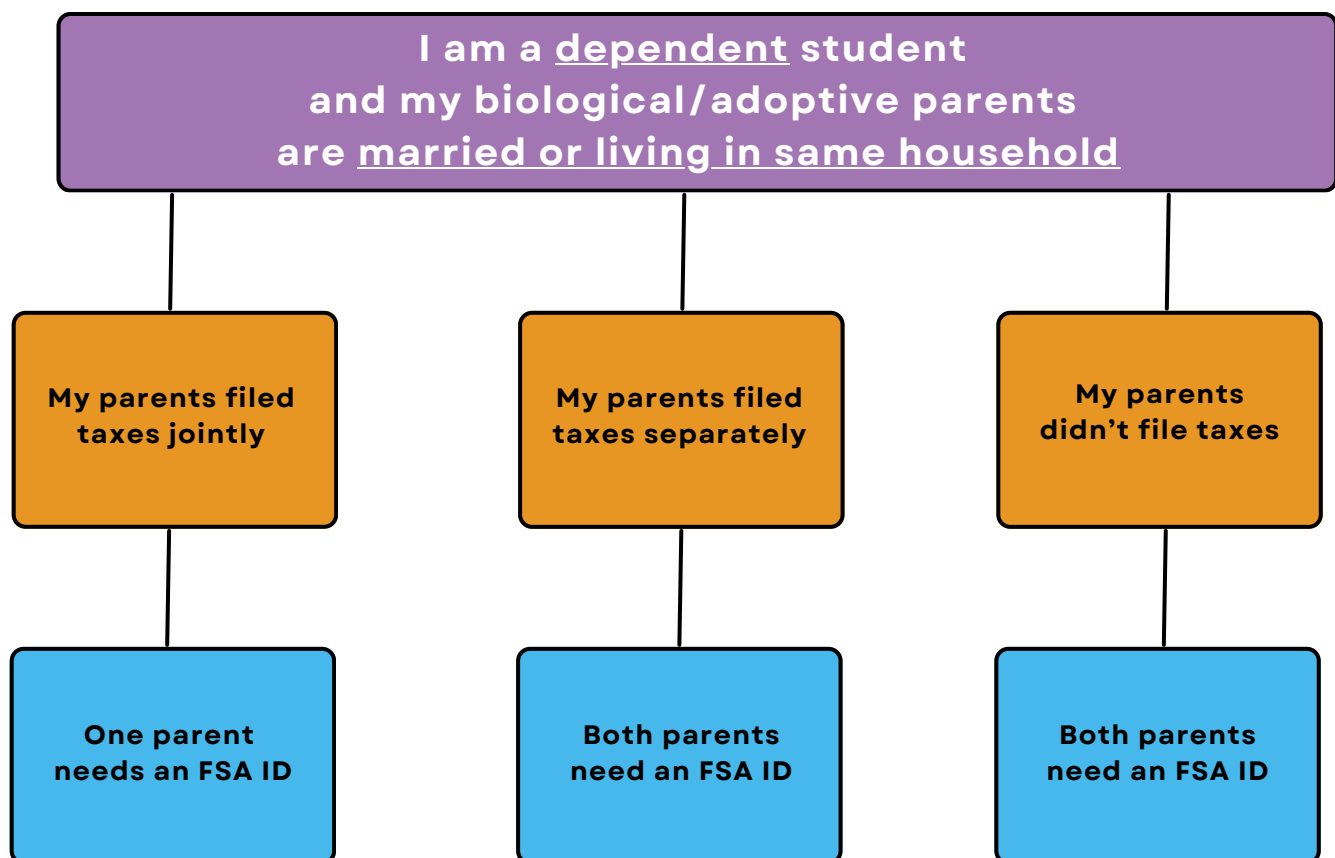 I am a dependent student
and my biological/adoptive parents
are married or living in same household
My parents filed
taxes jointly
My parents filed
taxes separately
My parents
didn’t file taxes
One parent
needs an FSA ID
Both parents
need an FSA ID
Both parents
need an FSA ID